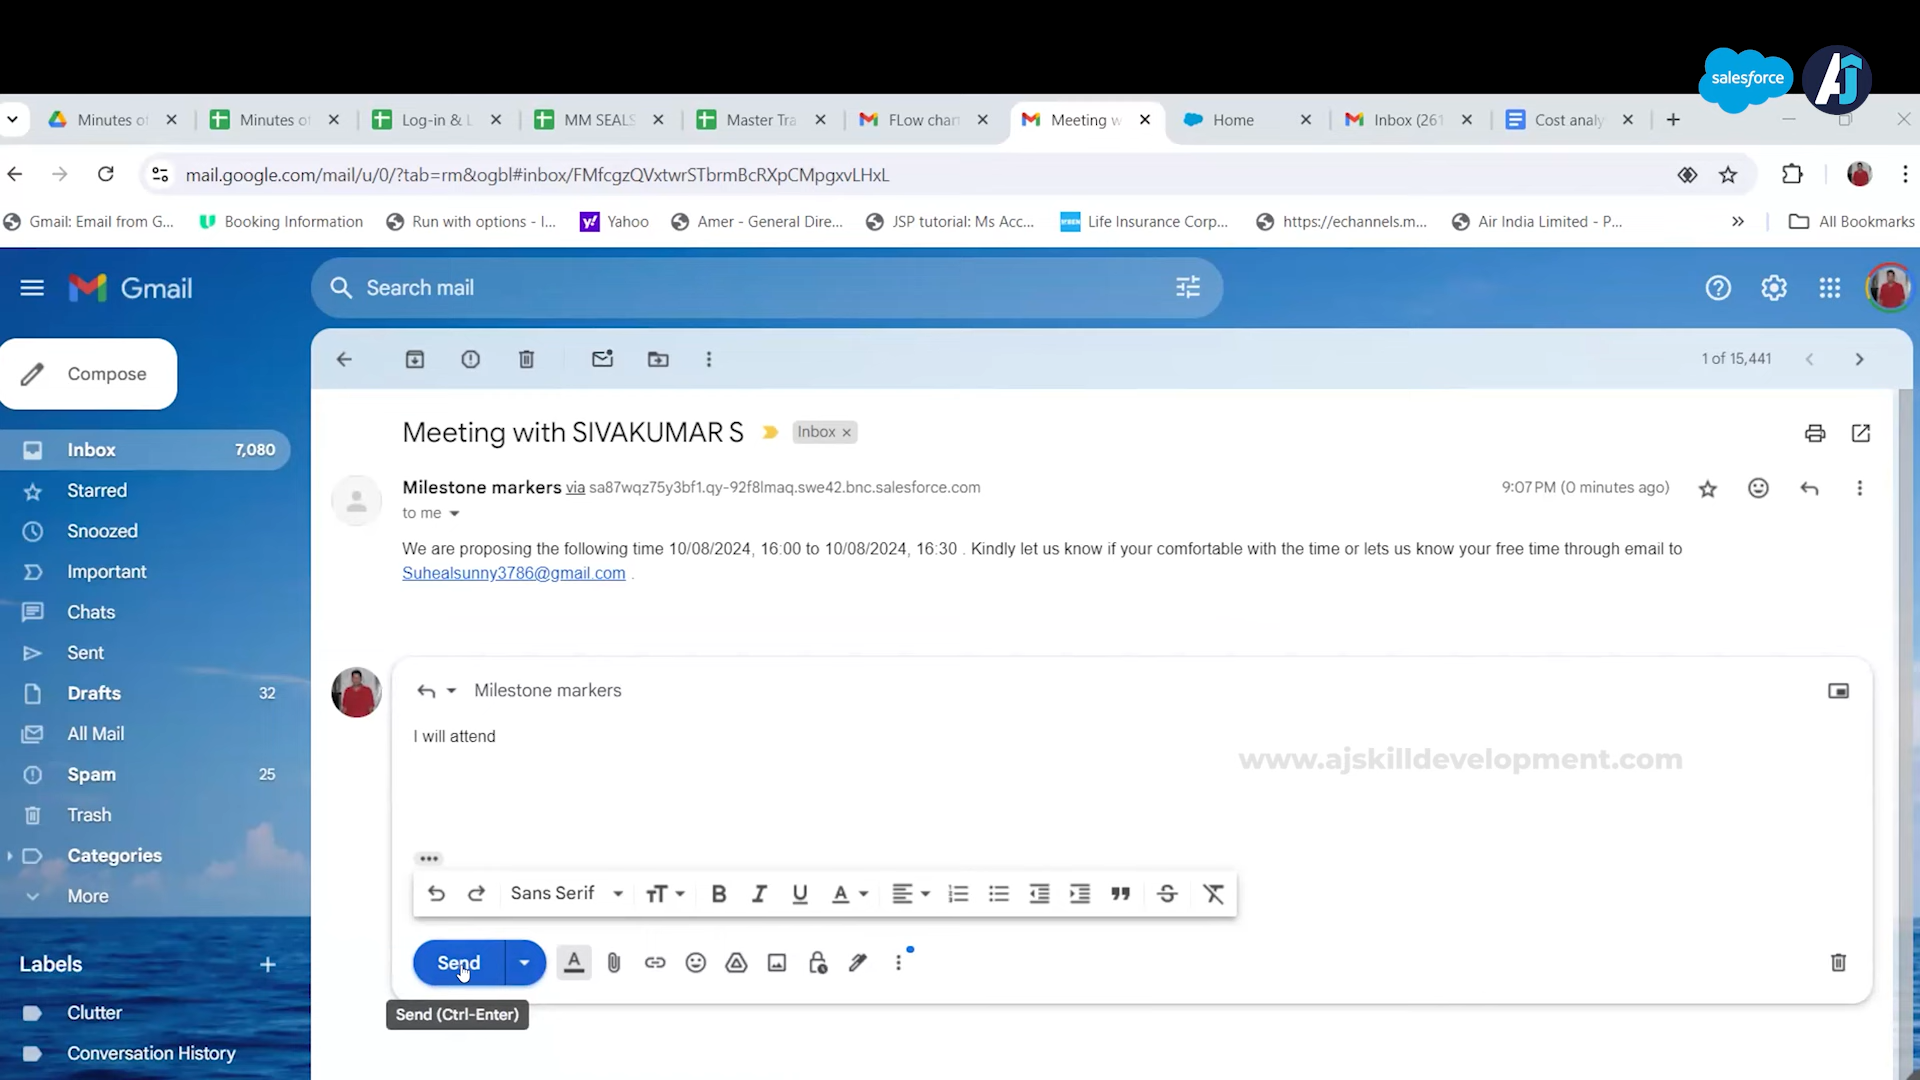 salesforce
AJ
Minutes of
Minutes of
Log-in & L
MM SEALS
Master Tra
FLow chart
Meeting w
Home
Inbox (261
Cost analy
mail.google.com/mail/u/0/?tab=rm&ogbl#inbox/FMfcgzQVxtwrSTbrmBcRXpCMpgxvLHxL
Gmail: Email from G...
Booking Information
Run with options - I...
Yahoo
Amer - General Dire...
JSP tutorial: Ms Acc...
Life Insurance Corp...
https://echannels.m...
Air India Limited - P...
All Bookmarks
Gmail
Search mail
Compose
1 of 15,441
Inbox 7,080
Starred
Snoozed
Important
Chats
Sent
Drafts 32
All Mail
Spam 25
Trash
Categories
More
Labels
Clutter
Conversation History
Meeting with SIVAKUMAR S Inbox
Milestone markers via sa87wqz75y3bf1.qy-92f8lmaq.swe42.bnc.salesforce.com 9:07 PM (0 minutes ago)
to me
We are proposing the following time 10/08/2024, 16:00 to 10/08/2024, 16:30 . Kindly let us know if your comfortable with the time or lets us know your free time through email to
Suhealsunny3786@gmail.com .
Milestone markers
I will attend
www.ajskilldevelopment.com
Sans Serif
Send
Send (Ctrl-Enter)